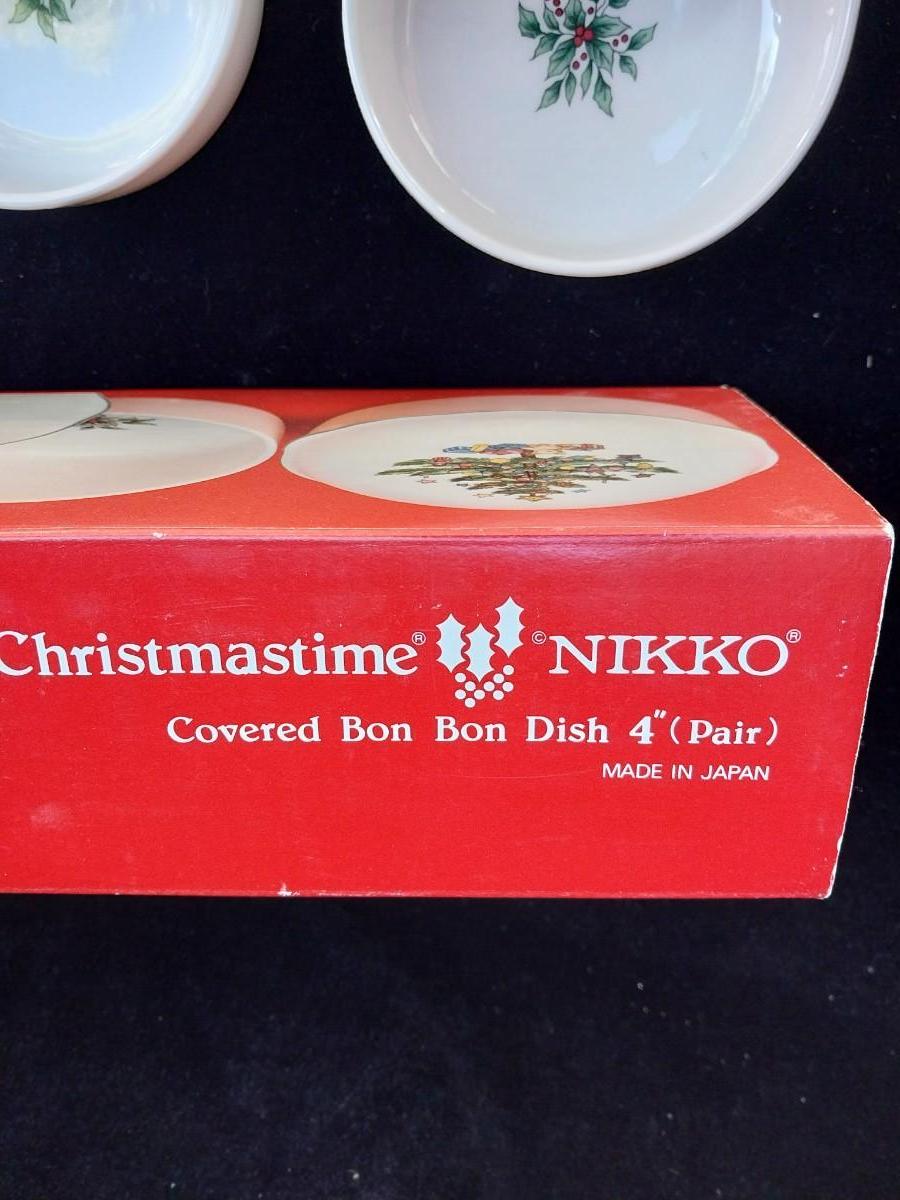 Christmastime® © NIKKO®
Covered Bon Bon Dish 4" (Pair)
MADE IN JAPAN